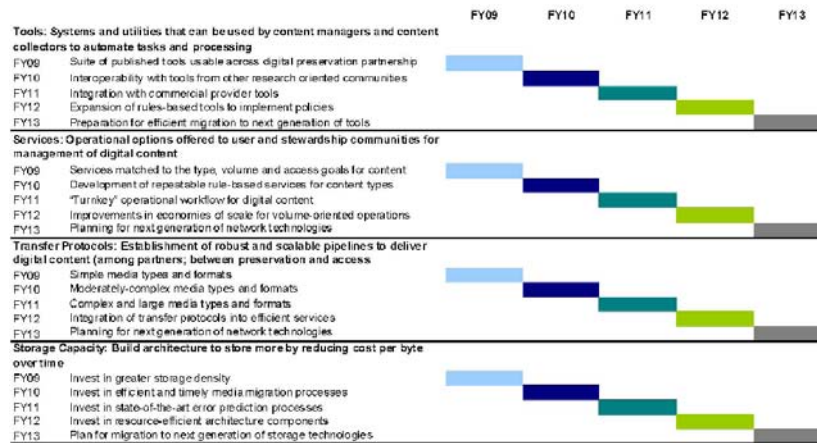 FY09 FY10 FY11 FY12 FY13
Tools: Systems and utilities that can be used by content managers and content
collectors to automate tasks and processing
FY09 Suite of published tools usable across digital preservation partnership
FY10 Interoperability with tools from other research oriented communities
FY11 Integration with commercial provider tools
FY12 Expansion of rules-based tools to implement policies
FY13 Preparation for efficient migration to next generation of tools
Services: Operational options offered to user and stewardship communities for
management of digital content
FY09 Services matched to the type, volume and access goals for content
FY10 Development of repeatable rule-based services for content types
FY11 "Turnkey" operational workflow for digital content
FY12 Improvements in economies of scale for volume-oriented operations
FY13 Planning for next generation of network technologies
Transfer Protocols: Establishment of robust and scalable pipelines to deliver
digital content (among partners; between preservation and access
FY09 Simple media types and formats
FY10 Moderately-complex media types and formats
FY11 Complex and large media types and formats
FY12 Integration of transfer protocols into efficient services
FY13 Planning for next generation of network technologies
Storage Capacity: Build architecture to store more by reducing cost per byte
over time
FY09 Invest in greater storage density
FY10 Invest in efficient and timely media migration processes
FY11 Invest in state-of-the-art error prediction processes
FY12 Invest in resource-efficient architecture components
FY13 Plan for migration to next generation of storage technologies